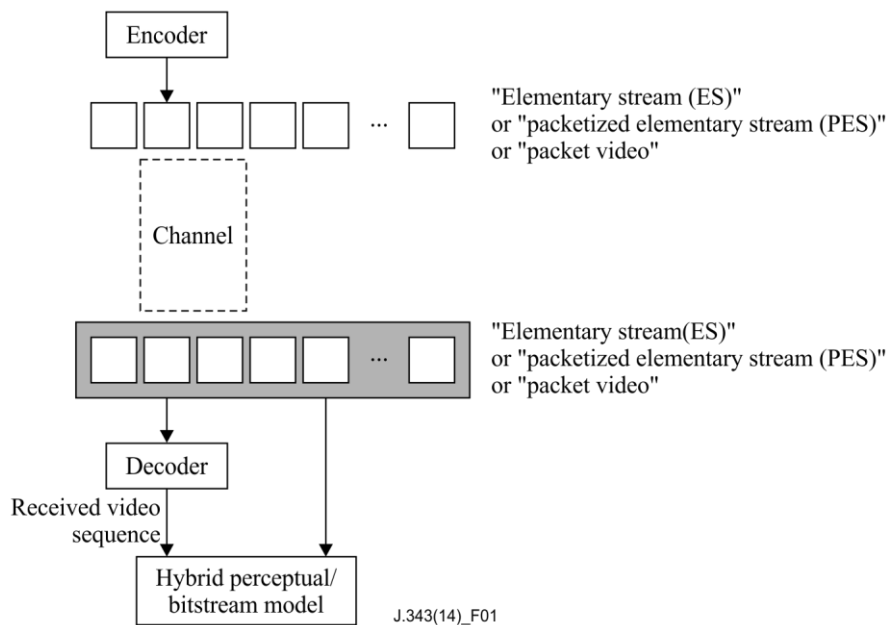 Encoder
"Elementary stream (ES)"
or "packetized elementary stream (PES)"
or "packet video"
...
Channel
"Elementary stream(ES)"
or "packetized elementary stream (PES)"
or "packet video"
...
Decoder
Received video
sequence
Hybrid perceptual/
bitstream model
J.343(14)_F01